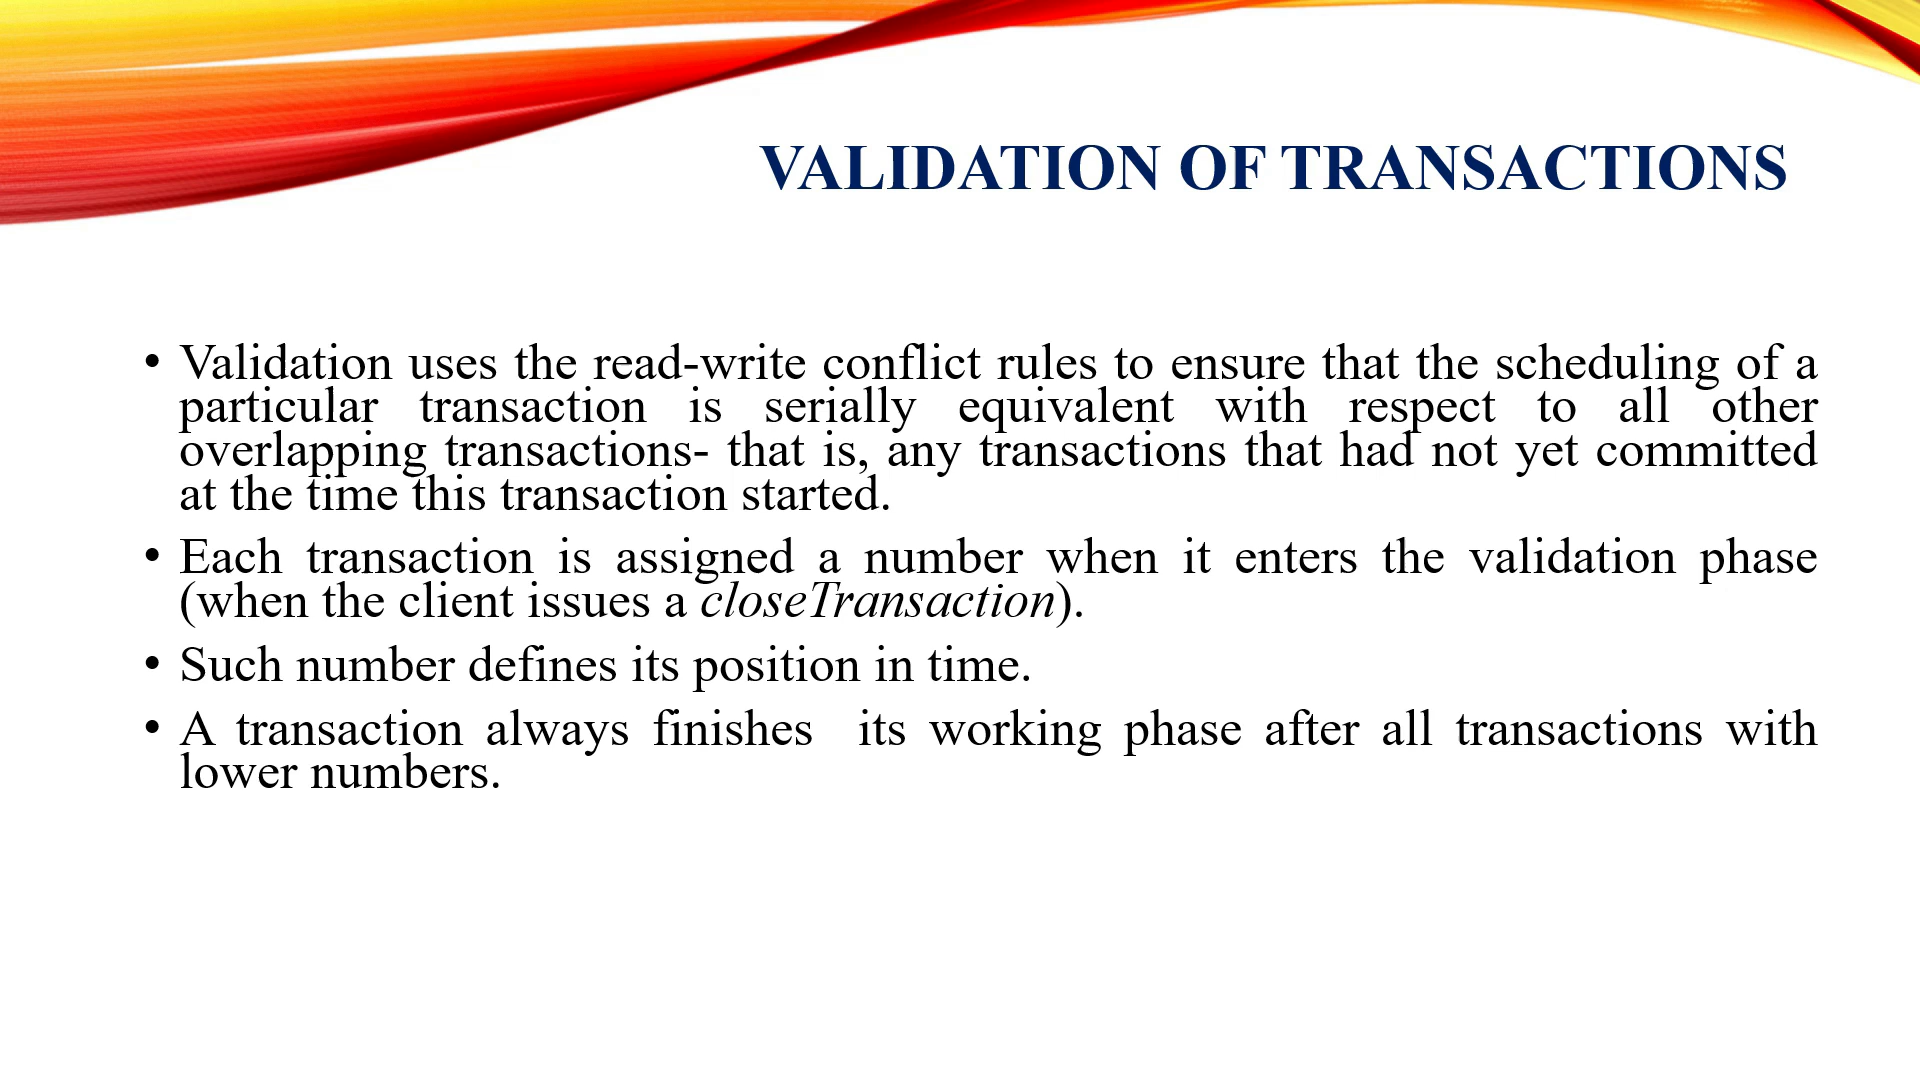 VALIDATION OF TRANSACTIONS
• Validation uses the read-write conflict rules to ensure that the scheduling of a
particular transaction is serially equivalent with respect to all other
overlapping transactions- that is, any transactions that had not yet committed
at the time this transaction started.
• Each transaction is assigned a number when it enters the validation phase
(when the client issues a closeTransaction).
• Such number defines its position in time.
• A transaction always finishes  its working phase after all transactions with
lower numbers.